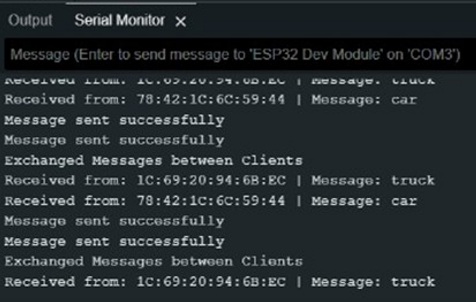 Output Serial Monitor ×
Message (Enter to send message to 'ESP32 Dev Module' on 'COM3')
Received from: 1C:69:20:94:6B:EC | Message: truck
Received from: 78:42:1C:6C:59:44 | Message: car
Message sent successfully
Message sent successfully
Exchanged Messages between Clients
Received from: 1C:69:20:94:6B:EC | Message: truck
Received from: 78:42:1C:6C:59:44 | Message: car
Message sent successfully
Message sent successfully
Exchanged Messages between Clients
Received from: 1C:69:20:94:6B:EC | Message: truck